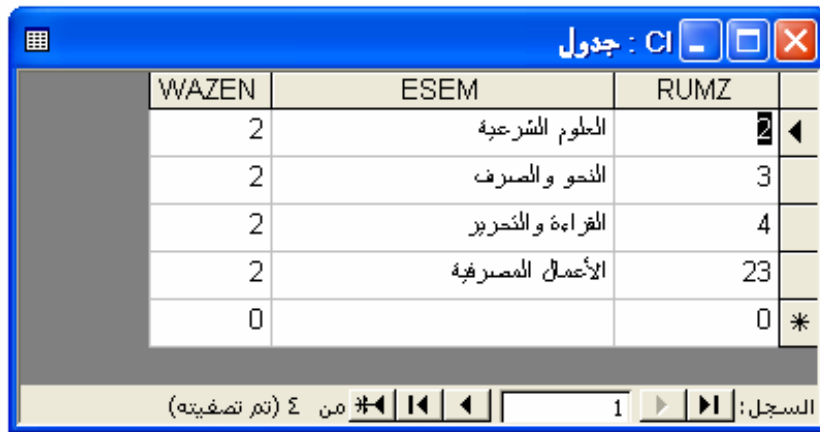 CI : جدول
RUMZ ESEM WAZEN
2 العلوم الشرعية 2
3 النحو والصرف 2
4 القراءة والتحرير 2
23 الأعمال المصرفية 2
0 0
السجل: 1 من ٤ (تم تصفيته)